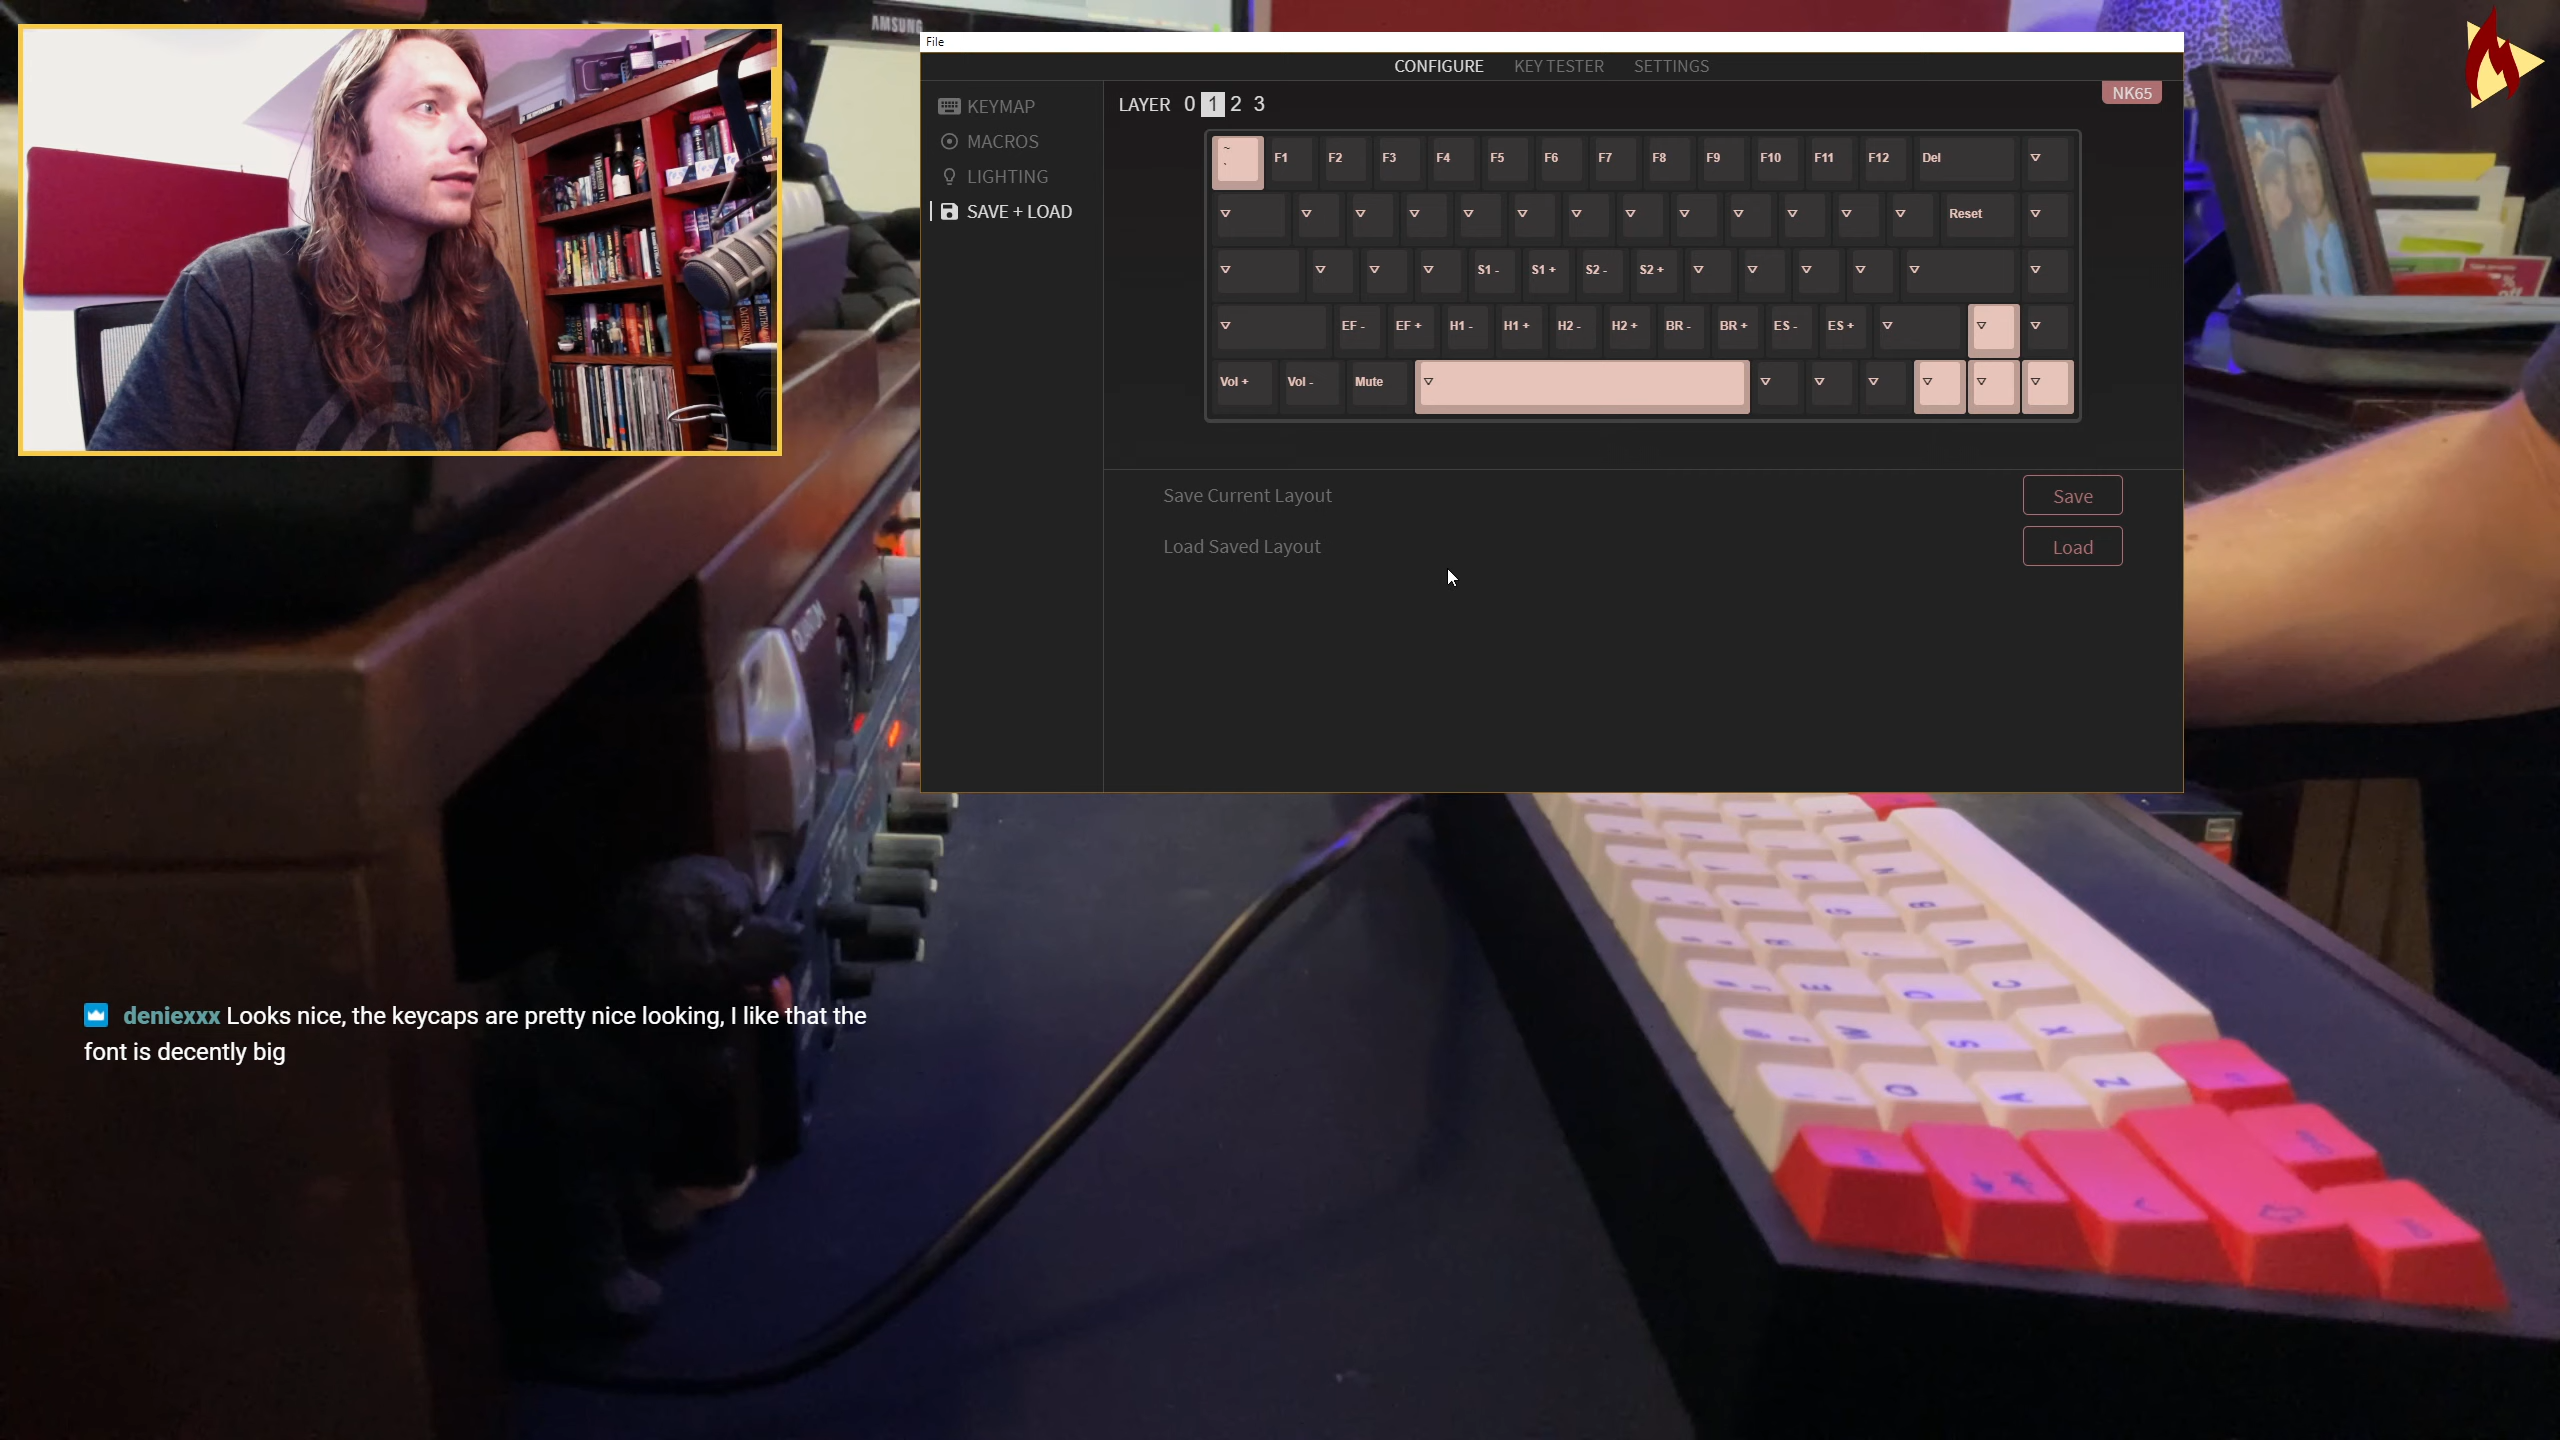 AMSUNG
File
CONFIGURE KEY TESTER SETTINGS
NK65
KEYMAP
MACROS
LIGHTING
SAVE + LOAD
LAYER 0 1 2 3
~
`
F1 F2 F3 F4 F5 F6 F7 F8 F9 F10 F11 F12 Del ▽
▽ ▽ ▽ ▽ ▽ ▽ ▽ ▽ ▽ ▽ ▽ ▽ ▽ Reset ▽
▽ ▽ ▽ ▽ S1 - S1 + S2 - S2 + ▽ ▽ ▽ ▽ ▽ ▽
▽ EF - EF + H1 - H1 + H2 - H2 + BR - BR + ES - ES + ▽ ▽ ▽
Vol + Vol - Mute ▽ ▽ ▽ ▽ ▽ ▽ ▽
Save Current Layout Save
Load Saved Layout Load
QUANTUM
deniexxx Looks nice, the keycaps are pretty nice looking, I like that the
font is decently big
B
V
C
X
S
W
Z
A
Q